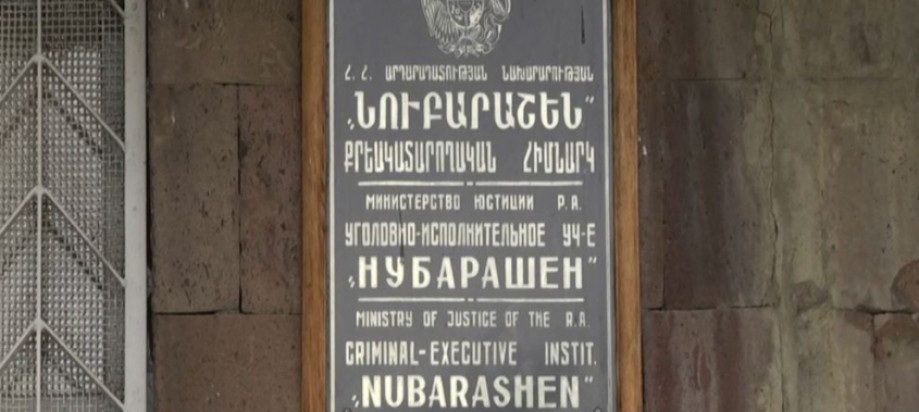 Հ. Հ. ԱՐԴԱՐԱԴԱՏՈՒԹՅԱՆ ՆԱԽԱՐԱՐՈՒԹՅԱՆ
„ՆՈՒԲԱՐԱՇԵՆ”
ՔՐԵԱԿԱՏԱՐՈՂԱԿԱՆ ՀԻՄՆԱՐԿ
МИНИСТЕРСТВО ЮСТИЦИИ Р.А.
УГОЛОВНО-ИСПОЛНИТЕЛЬНОЕ УЧ-Е
„НУБАРАШЕН”
MINISTRY OF JUSTICE OF THE R.A.
CRIMINAL-EXECUTIVE INSTIT.
„NUBARASHEN”